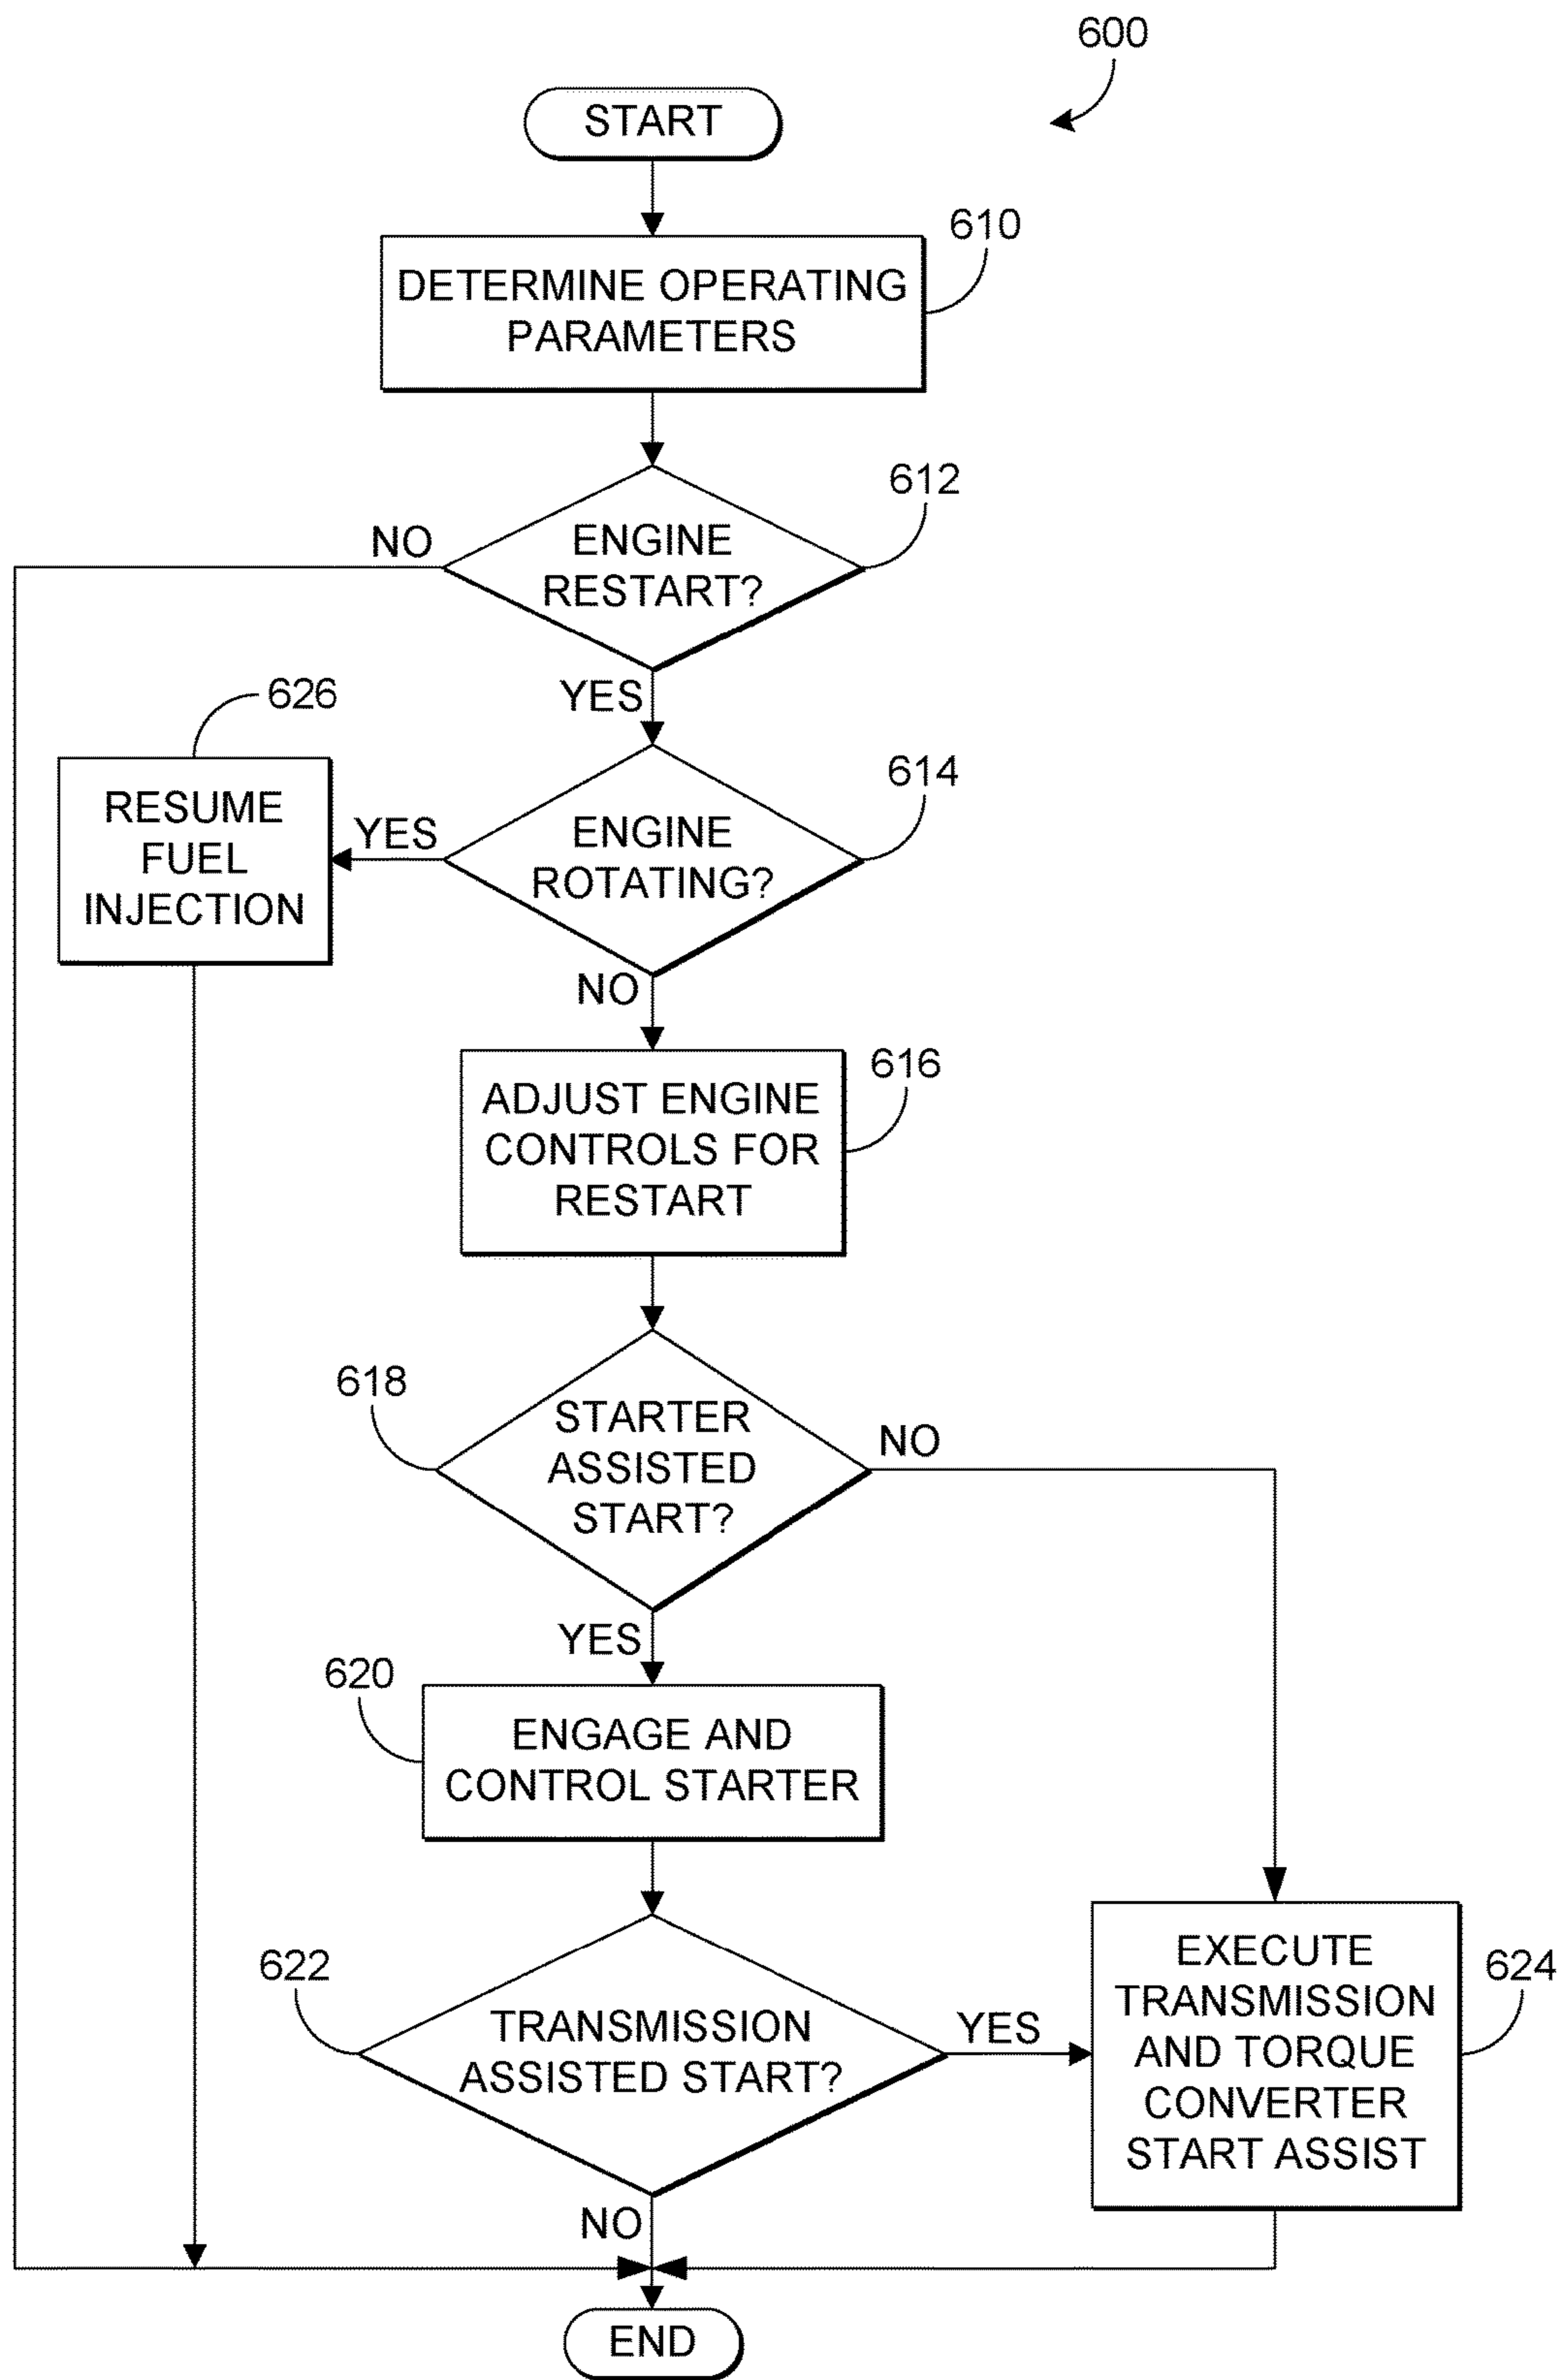 600
START
610
DETERMINE OPERATING
PARAMETERS
612
NO
ENGINE
RESTART?
YES
626
614
RESUME
FUEL
INJECTION
YES
ENGINE
ROTATING?
NO
616
ADJUST ENGINE
CONTROLS FOR
RESTART
618
STARTER
ASSISTED
START?
NO
YES
620
ENGAGE AND
CONTROL STARTER
622
TRANSMISSION
ASSISTED START?
YES
EXECUTE
TRANSMISSION
AND TORQUE
CONVERTER
START ASSIST
624
NO
END